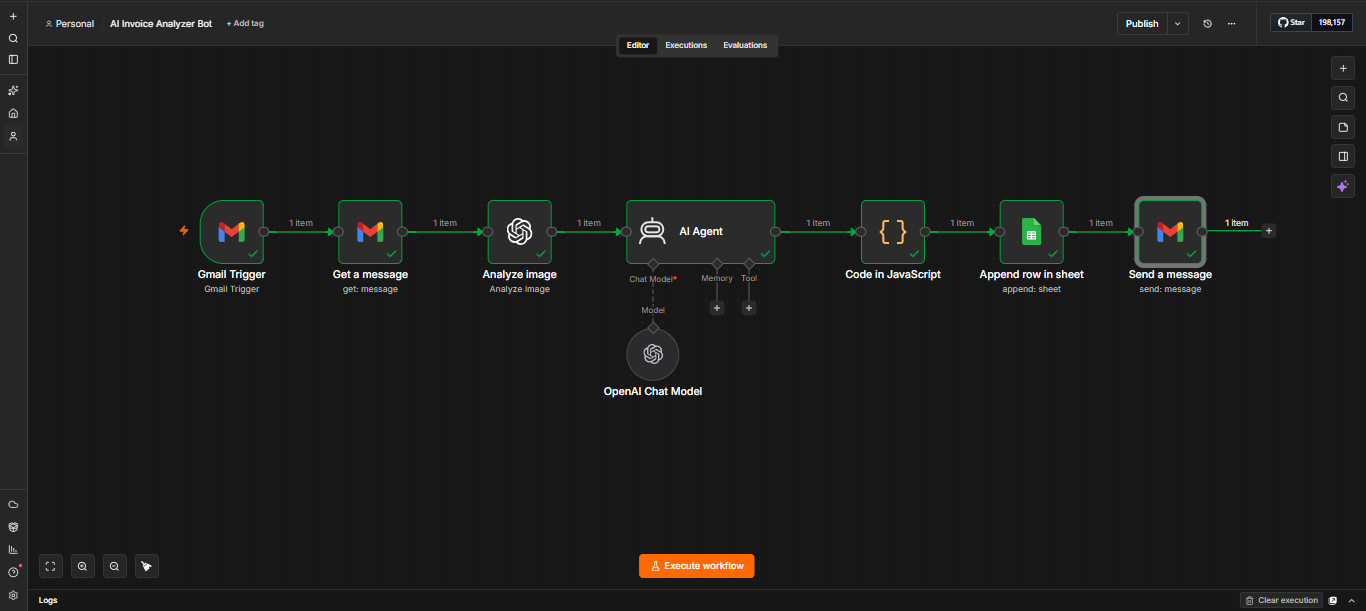 Personal / AI Invoice Analyzer Bot + Add tag
Publish
Star 198,157
Editor Executions Evaluations
1 item
1 item
1 item
1 item
1 item
1 item
1 item
AI Agent
Gmail Trigger
Gmail Trigger
Get a message
get: message
Analyze image
Analyze Image
Chat Model*
Memory
Tool
Model
OpenAI Chat Model
Code in JavaScript
Append row in sheet
append: sheet
Send a message
send: message
Execute workflow
Logs
Clear execution